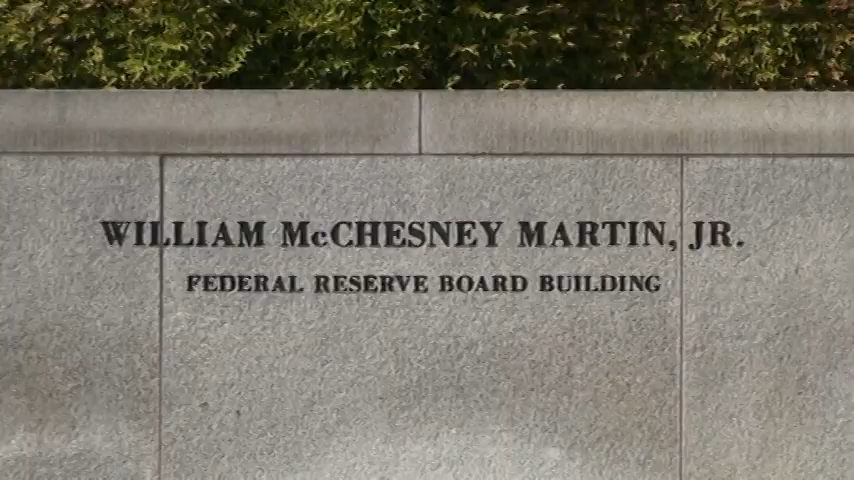 WILLIAM McCHESNEY MARTIN, JR.
FEDERAL RESERVE BOARD BUILDING